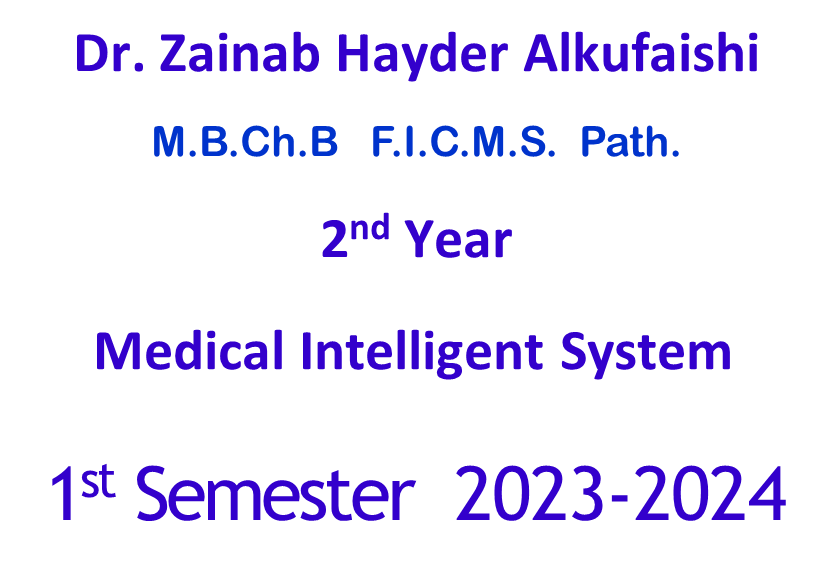 Dr. Zainab Hayder Alkufaishi
M.B.Ch.B F.I.C.M.S. Path.
2nd Year
Medical Intelligent System
1st Semester 2023-2024